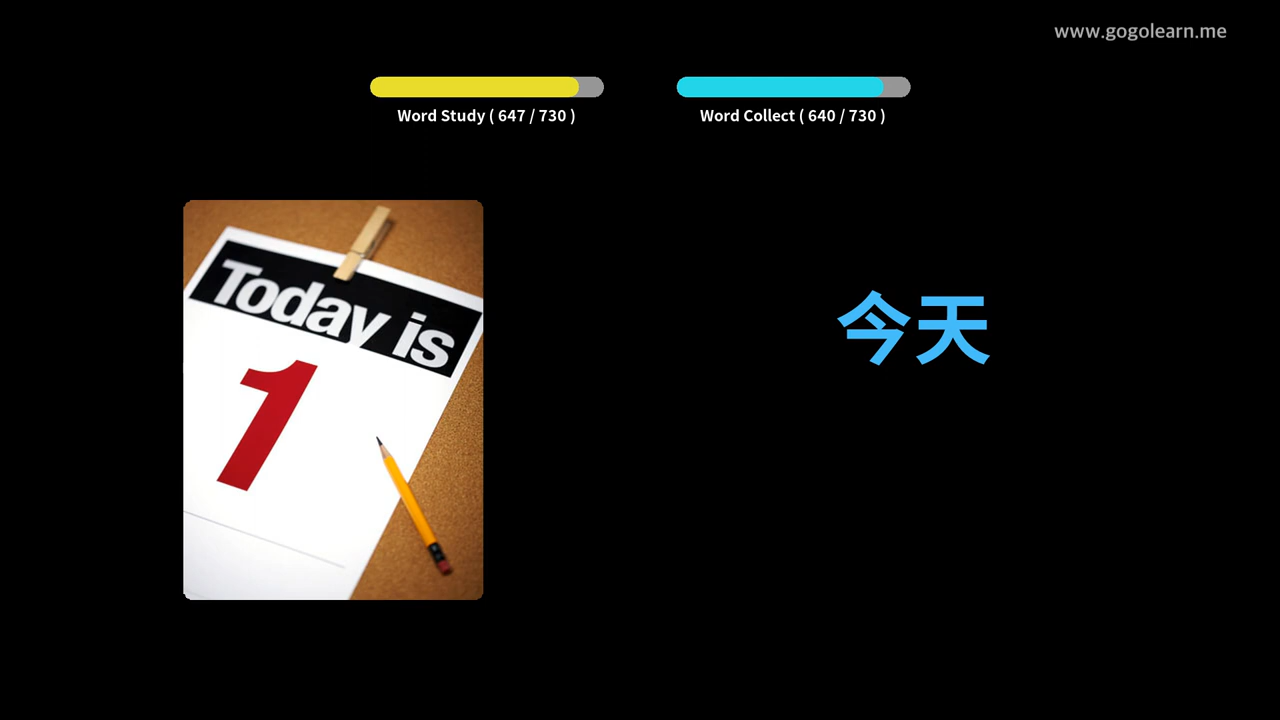 www.gogolearn.me
Word Study ( 647 / 730 )
Word Collect ( 640 / 730 )
Today is
1
今天